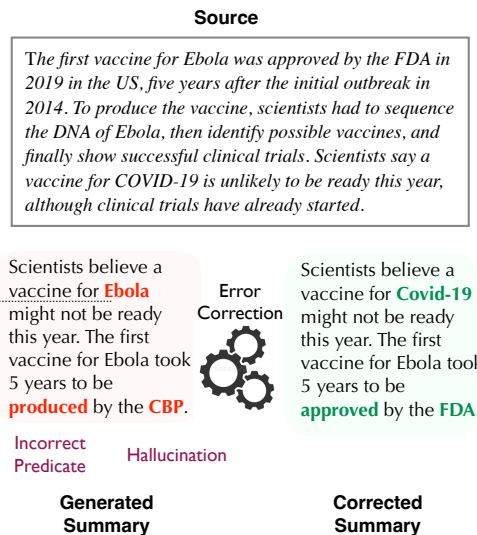 Source
The first vaccine for Ebola was approved by the FDA in
2019 in the US, five years after the initial outbreak in
2014. To produce the vaccine, scientists had to sequence
the DNA of Ebola, then identify possible vaccines, and
finally show successful clinical trials. Scientists say a
vaccine for COVID-19 is unlikely to be ready this year,
although clinical trials have already started.
Scientists believe a
vaccine for Ebola
might not be ready
this year. The first
vaccine for Ebola took
5 years to be
produced by the CBP.
Error
Correction
Scientists believe a
vaccine for Covid-19
might not be ready
this year. The first
vaccine for Ebola took
5 years to be
approved by the FDA
Incorrect
Predicate
Hallucination
Generated
Summary
Corrected
Summary